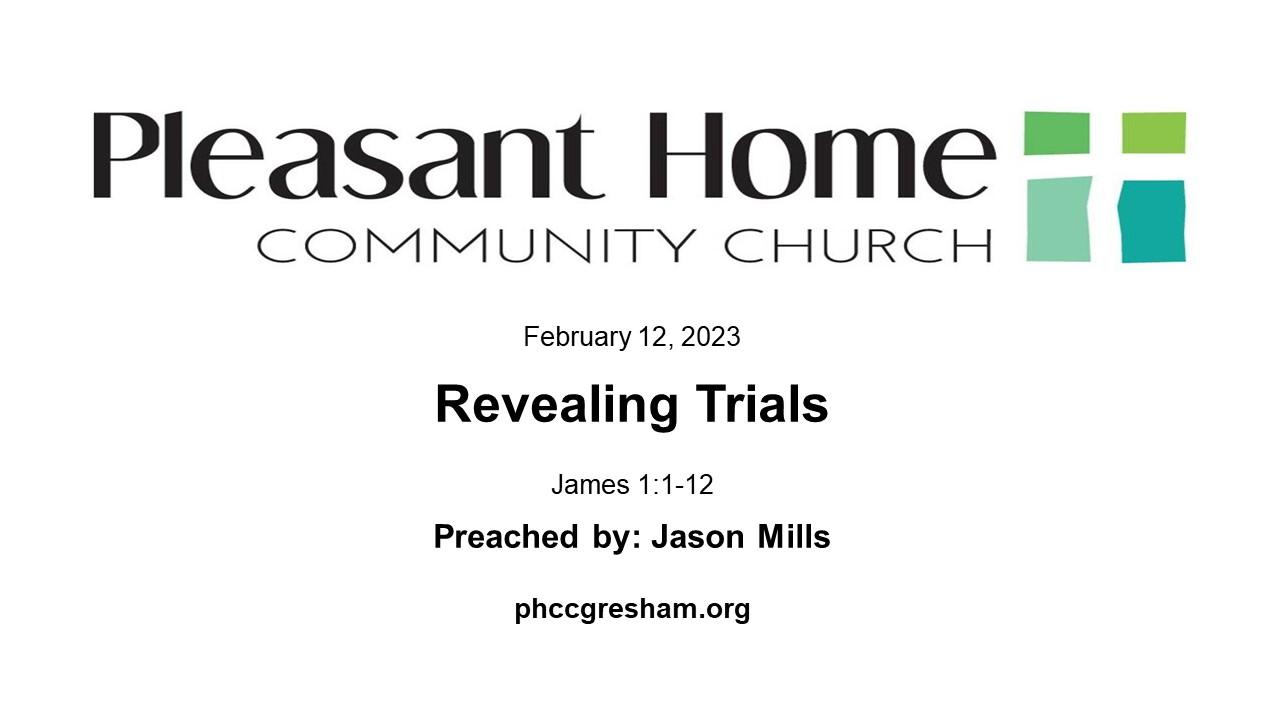 Pleasant Home
COMMUNITY CHURCH
February 12, 2023
Revealing Trials
James 1:1-12
Preached by: Jason Mills
phccgresham.org